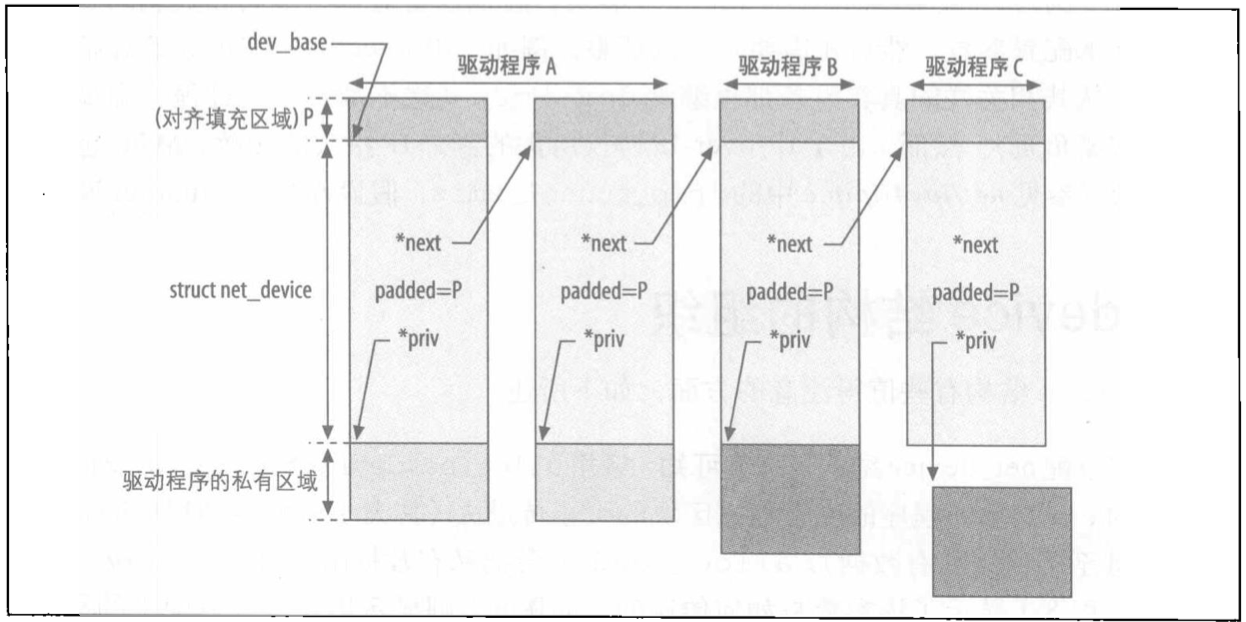 dev_base
驱动程序 A
驱动程序 B
驱动程序 C
(对齐填充区域) P
*next
*next
*next
*next
struct net_device
padded=P
padded=P
padded=P
padded=P
*priv
*priv
*priv
*priv
驱动程序的私有区域